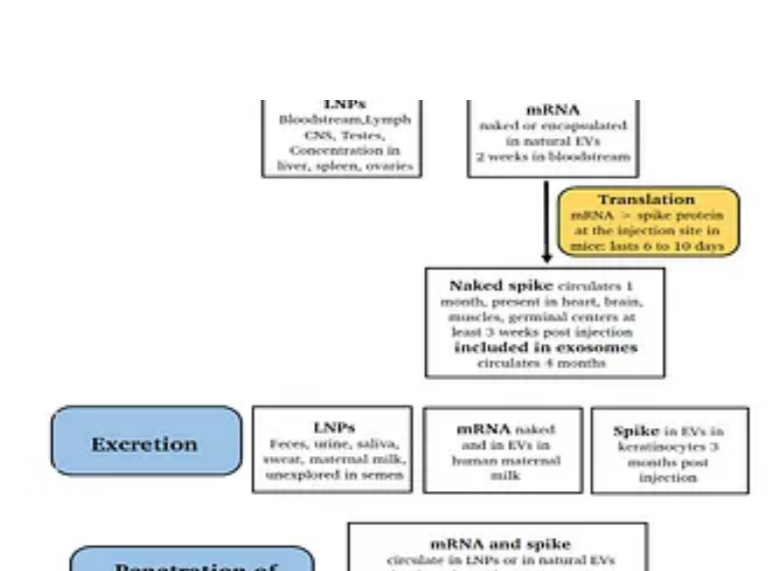 LNPs
Bloodstream,Lymph
CNS, Testes,
Concentration in
liver, spleen, ovaries
mRNA
naked or encapsulated
in natural EVs
2 weeks in bloodstream
Translation
mRNA > spike protein
at the injection site in
mice: lasts 6 to 10 days
Naked spike circulates 1
month, present in heart, brain,
muscles, germinal centers at
least 3 weeks post injection
included in exosomes
circulates 4 months
Excretion
LNPs
Feces, urine, saliva,
sweat, maternal milk,
unexplored in semen
mRNA naked
and in EVs in
human maternal
milk
Spike in EVs in
keratinocytes 3
months post
injection
Penetration of
mRNA and spike
circulate in LNPs or in natural EVs